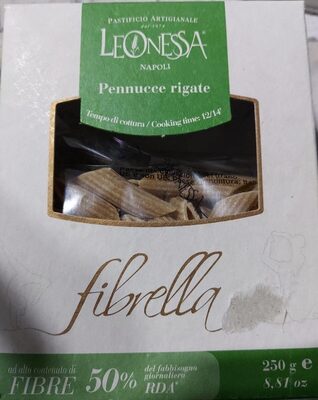 PASTIFICIO ARTIGIANALE
dal 1974
LEONESSA
NAPOLI
Pennucce rigate
Tempo di cottura / Cooking time: 12/14'
fibrella
ad alto contenuto di
FIBRE
50%
del fabbisogno
giornaliero
RDA*
250 g e
8,81 oz